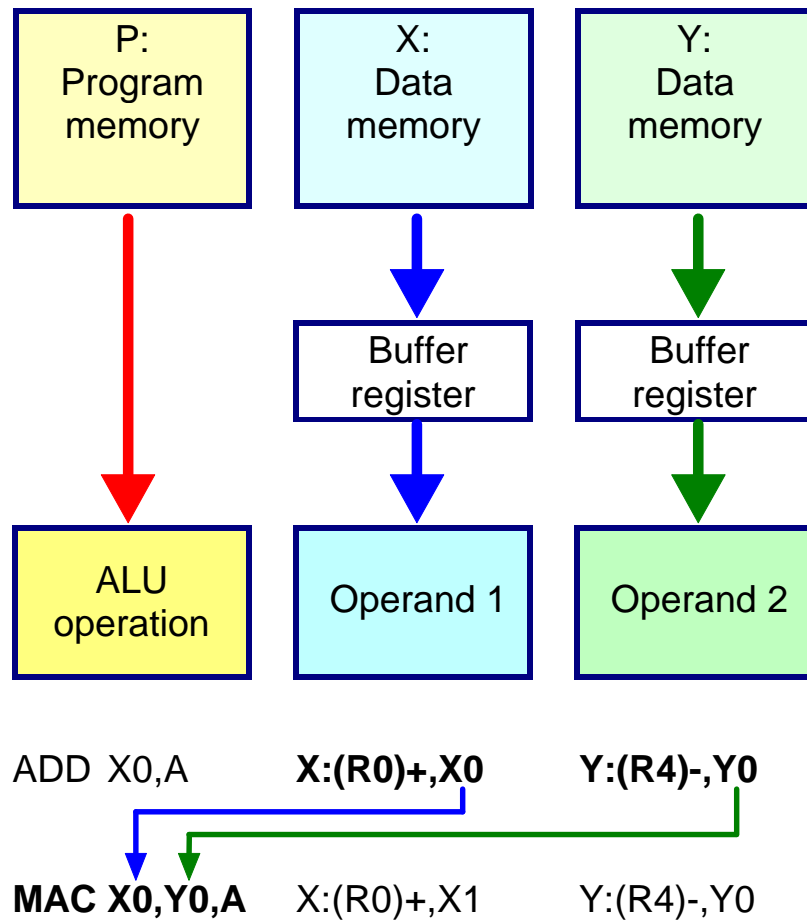 P:
Program
memory
X:
Data
memory
Y:
Data
memory
Buffer
register
Buffer
register
ALU
operation
Operand 1
Operand 2
ADD X0,A X:(R0)+,X0 Y:(R4)-,Y0
MAC X0,Y0,A X:(R0)+,X1 Y:(R4)-,Y0